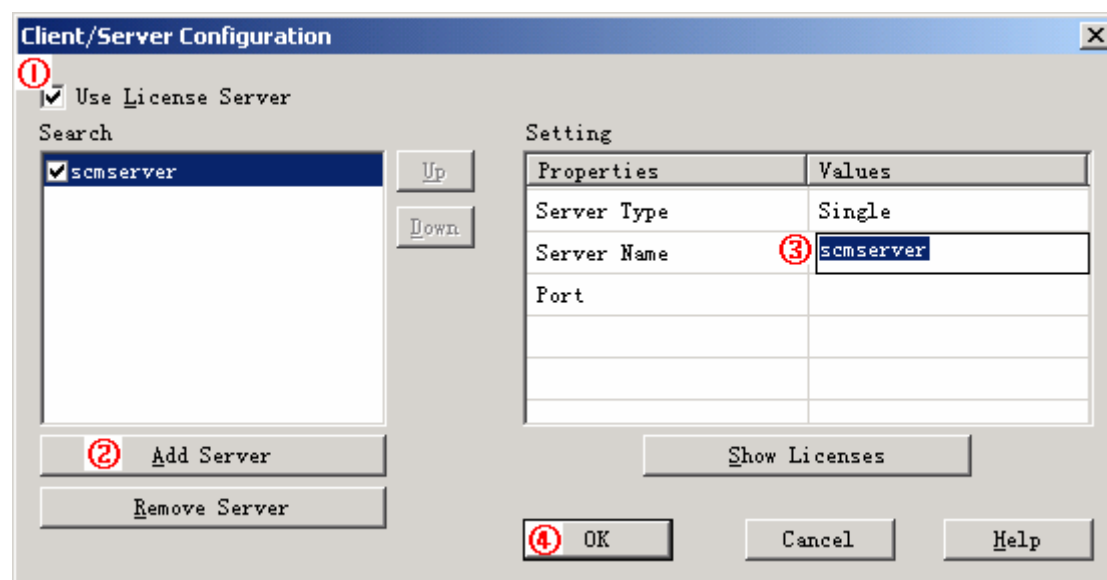 Client/Server Configuration
①
Use License Server
Search
scmserver
Up
Down
② Add Server
Remove Server
Setting
Properties Values
Server Type Single
Server Name ③ scmserver
Port
Show Licenses
④ OK Cancel Help